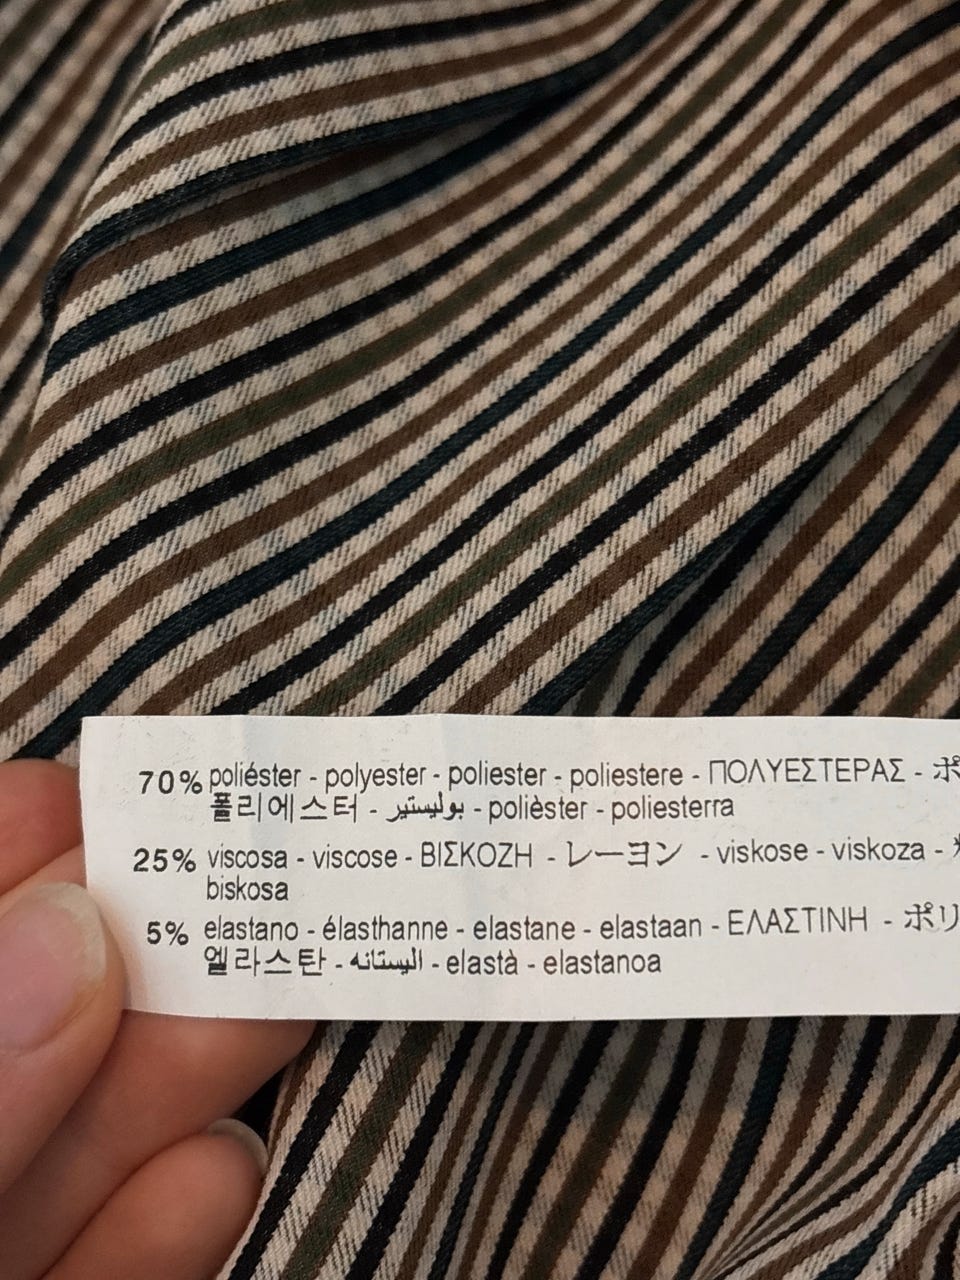 70% poliéster - polyester - poliester - poliestere - ΠΟΛΥΕΣΤΕΡΑΣ -
폴리에스터 - بوليستير - polièster - poliesterra
25% viscosa - viscose - ΒΙΣΚΟΖΗ - レーヨン - viskose - viskoza -
biskosa
5% elastano - élasthanne - elastane - elastaan - ΕΛΑΣΤΙΝΗ - ポリ
엘라스탄 - اليستانه - elastà - elastanoa